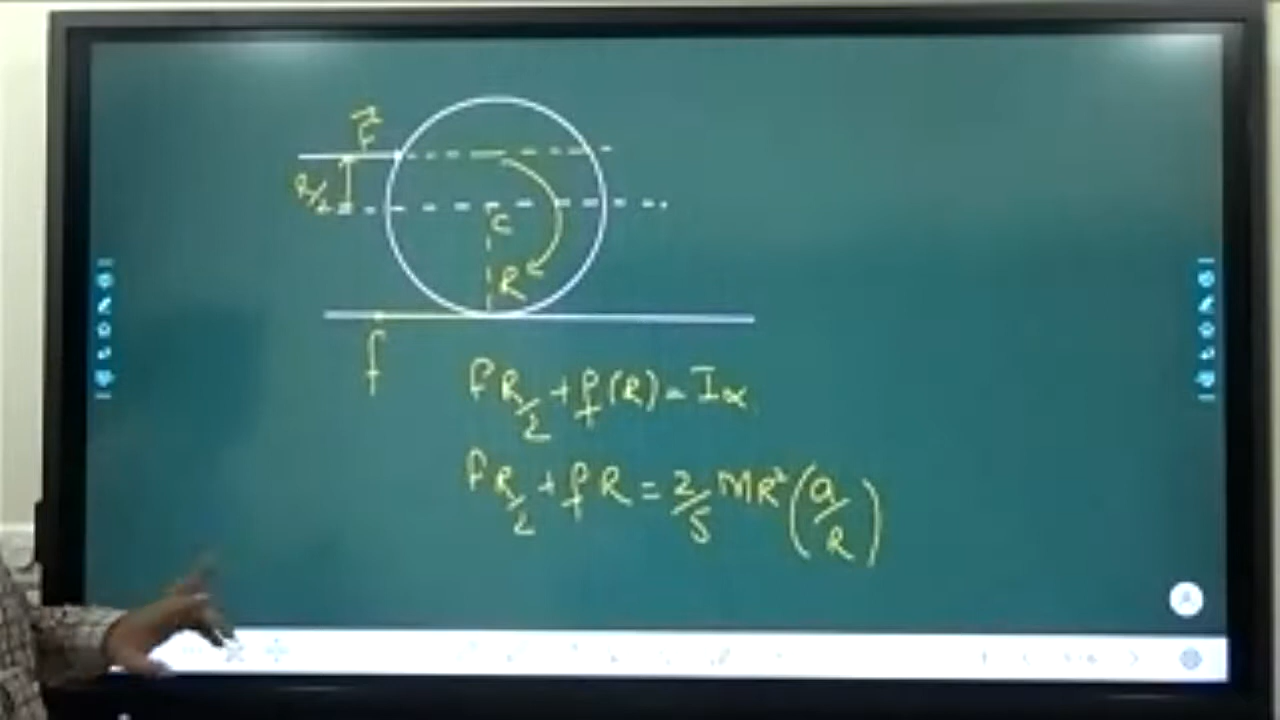 F
R/2
C
R
f
FR/2 + f(R) = Iα
FR/2 + fR = 2/5 MR² (a/R)